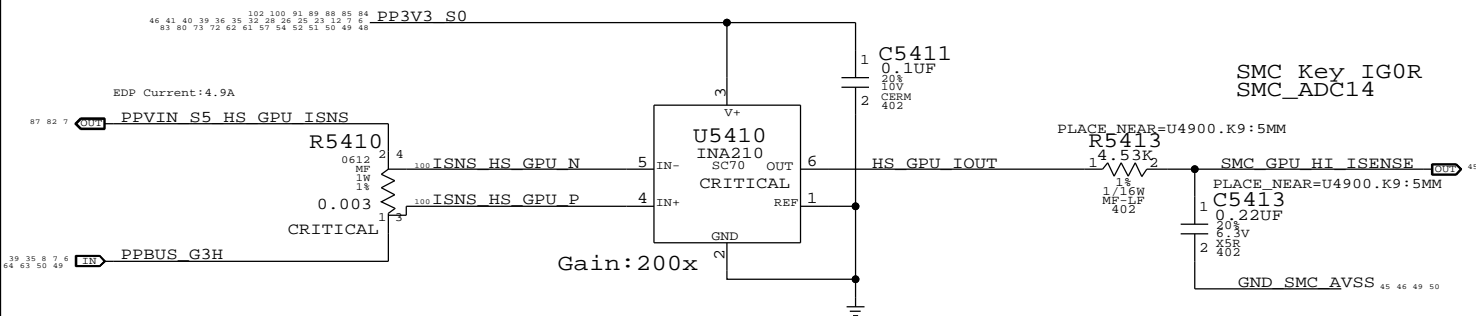 102 100 91 89 88 85 84
46 41 40 39 36 35 32 28 26 25 23 12 7 6
83 80 73 72 62 61 57 54 52 51 50 49 48
PP3V3_S0
1
C5411
0.1UF
20%
10V
CERM
402
2
SMC Key IG0R
SMC_ADC14
EDP Current:4.9A
87 82 7
OUT
PPVIN_S5_HS_GPU_ISNS
R5410
2 4
0612
MF
1W
1%
0.003
1 3
CRITICAL
39 35 8 7 6
64 63 50 49
IN
PPBUS_G3H
100 ISNS_HS_GPU_N
5
100 ISNS_HS_GPU_P
4
3
V+
U5410
INA210
SC70
CRITICAL
IN-
IN+
OUT
REF
GND
2
6
1
Gain:200x
HS_GPU_IOUT
PLACE_NEAR=U4900.K9:5MM
R5413
1 4.53K 2
1%
1/16W
MF-LF
402
SMC_GPU_HI_ISENSE
OUT
45
PLACE_NEAR=U4900.K9:5MM
1
C5413
0.22UF
20%
6.3V
X5R
402
2
GND_SMC_AVSS
45 46 49 50